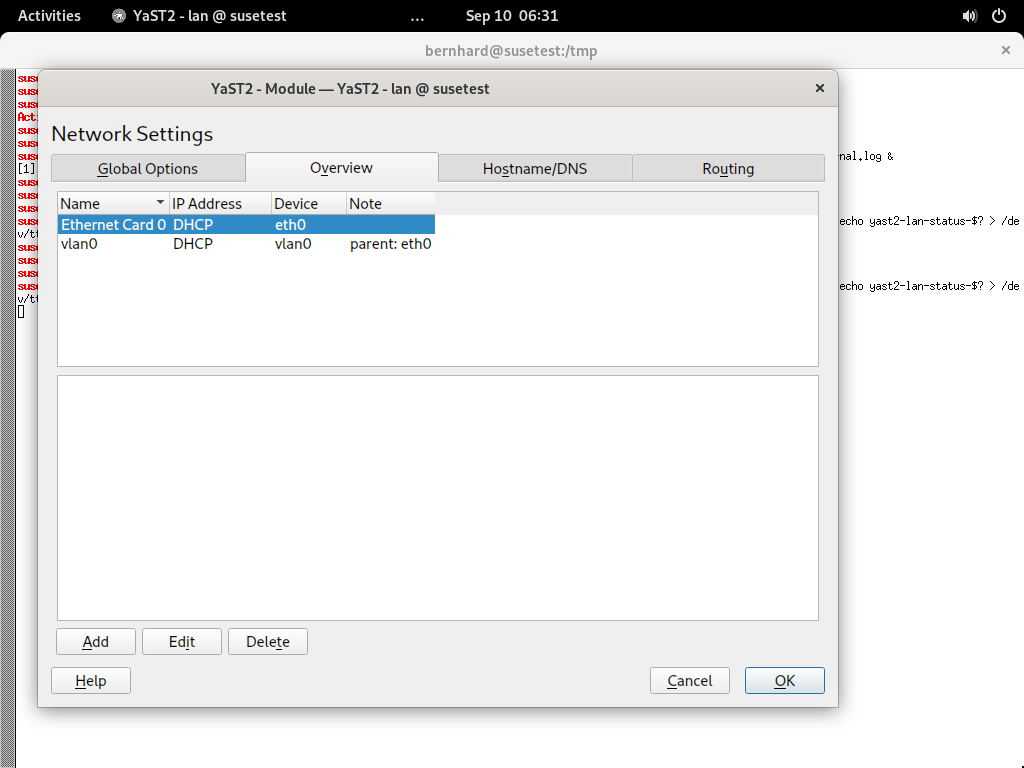 Activities YaST2 - lan @ susetest ... Sep 10 06:31
bernhard@susetest:/tmp
YaST2 - Module — YaST2 - lan @ susetest
Network Settings
Global Options Overview Hostname/DNS Routing
Name IP Address Device Note
Ethernet Card 0 DHCP eth0
vlan0 DHCP vlan0 parent: eth0
Add Edit Delete
Help Cancel OK
nal.log &
[1]
echo yast2-lan-status-$? > /de
echo yast2-lan-status-$? > /de